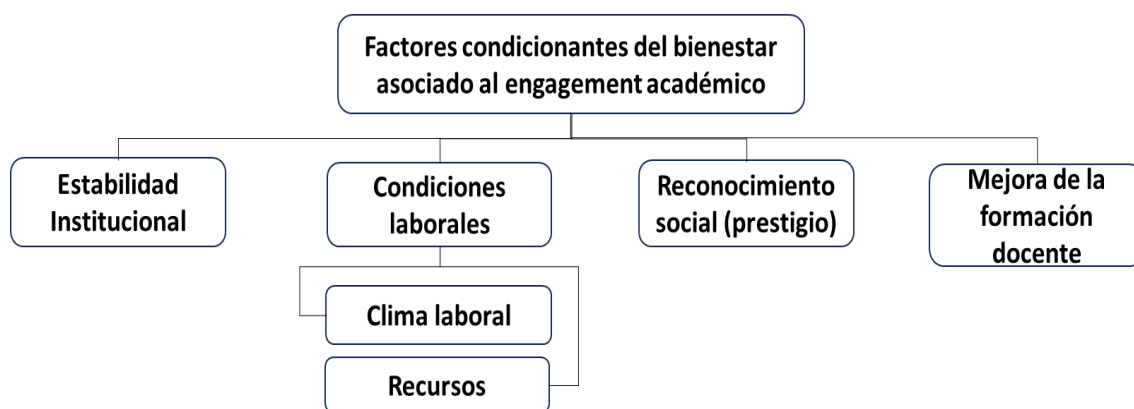 Factores condicionantes del bienestar
asociado al engagement académico
Estabilidad
Institucional
Condiciones
laborales
Reconocimiento
social (prestigio)
Mejora de la
formación
docente
Clima laboral
Recursos